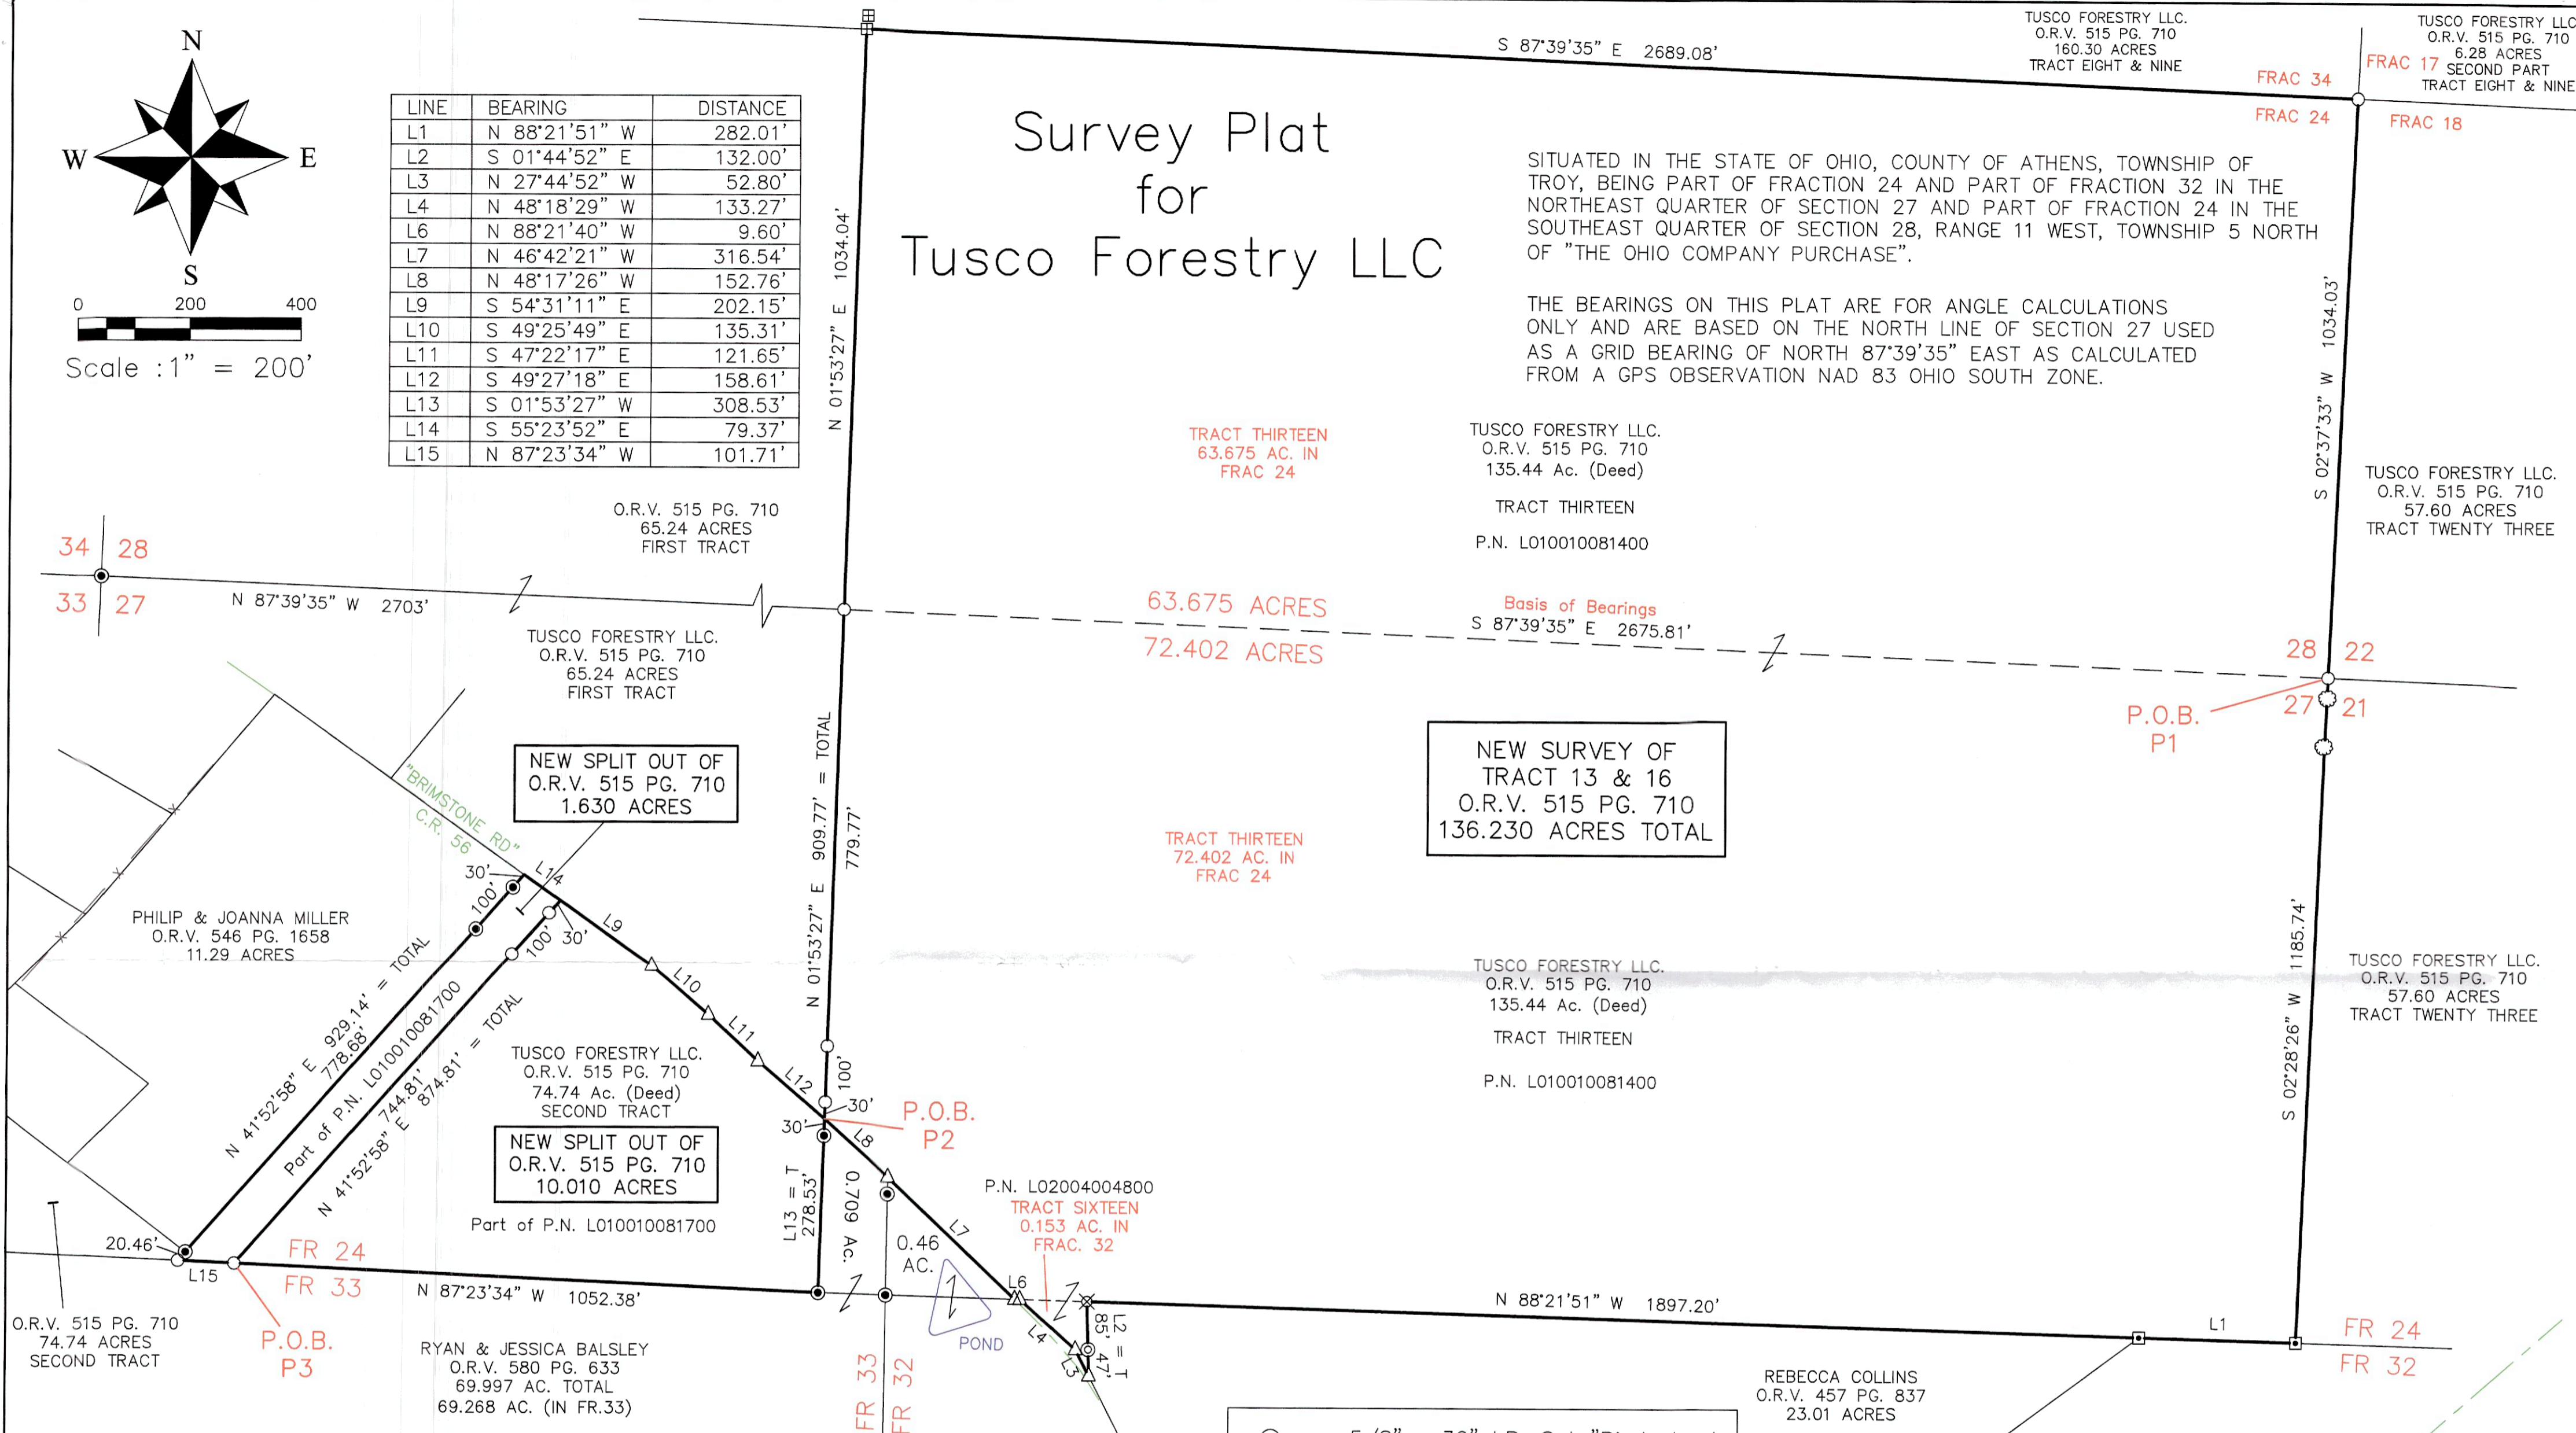 N
W E
S
0 200 400
Scale :1" = 200'
LINE BEARING DISTANCE
L1 N 88°21'51" W 282.01'
L2 S 01°44'52" E 132.00'
L3 N 27°44'52" W 52.80'
L4 N 48°18'29" W 133.27'
L6 N 88°21'40" W 9.60'
L7 N 46°42'21" W 316.54'
L8 N 48°17'26" W 152.76'
L9 S 54°31'11" E 202.15'
L10 S 49°25'49" E 135.31'
L11 S 47°22'17" E 121.65'
L12 S 49°27'18" E 158.61'
L13 S 01°53'27" W 308.53'
L14 S 55°23'52" E 79.37'
L15 N 87°23'34" W 101.71'
Survey Plat
for
Tusco Forestry LLC
S 87°39'35" E 2689.08'
TUSCO FORESTRY LLC.
O.R.V. 515 PG. 710
160.30 ACRES
TRACT EIGHT & NINE
TUSCO FORESTRY LLC
O.R.V. 515 PG. 710
6.28 ACRES
SECOND PART
TRACT EIGHT & NINE
FRAC 34
FRAC 17
FRAC 24
FRAC 18
SITUATED IN THE STATE OF OHIO, COUNTY OF ATHENS, TOWNSHIP OF
TROY, BEING PART OF FRACTION 24 AND PART OF FRACTION 32 IN THE
NORTHEAST QUARTER OF SECTION 27 AND PART OF FRACTION 24 IN THE
SOUTHEAST QUARTER OF SECTION 28, RANGE 11 WEST, TOWNSHIP 5 NORTH
OF "THE OHIO COMPANY PURCHASE".
THE BEARINGS ON THIS PLAT ARE FOR ANGLE CALCULATIONS
ONLY AND ARE BASED ON THE NORTH LINE OF SECTION 27 USED
AS A GRID BEARING OF NORTH 87°39'35" EAST AS CALCULATED
FROM A GPS OBSERVATION NAD 83 OHIO SOUTH ZONE.
N 01°53'27" E 1034.04'
S 02°37'33" W 1034.03'
TRACT THIRTEEN
63.675 AC. IN
FRAC 24
TUSCO FORESTRY LLC.
O.R.V. 515 PG. 710
135.44 Ac. (Deed)
TRACT THIRTEEN
P.N. L010010081400
TUSCO FORESTRY LLC.
O.R.V. 515 PG. 710
57.60 ACRES
TRACT TWENTY THREE
O.R.V. 515 PG. 710
65.24 ACRES
FIRST TRACT
34 28
33 27
N 87°39'35" W 2703'
TUSCO FORESTRY LLC.
O.R.V. 515 PG. 710
65.24 ACRES
FIRST TRACT
63.675 ACRES
72.402 ACRES
Basis of Bearings
S 87°39'35" E 2675.81'
28 22
27 21
P.O.B.
P1
NEW SURVEY OF
TRACT 13 & 16
O.R.V. 515 PG. 710
136.230 ACRES TOTAL
NEW SPLIT OUT OF
O.R.V. 515 PG. 710
1.630 ACRES
"BRIMSTONE RD"
C.R. 56
N 01°53'27" E 909.77' = TOTAL
779.77'
TRACT THIRTEEN
72.402 AC. IN
FRAC 24
30'
L14
100'
100'
30'
L9
L10
L11
L12
PHILIP & JOANNA MILLER
O.R.V. 546 PG. 1658
11.29 ACRES
N 41°52'58" E 929.14' = TOTAL
778.68'
Part of P.N. L010010081700
744.81'
N 41°52'58" E 874.81' = TOTAL
TUSCO FORESTRY LLC.
O.R.V. 515 PG. 710
74.74 Ac. (Deed)
SECOND TRACT
NEW SPLIT OUT OF
O.R.V. 515 PG. 710
10.010 ACRES
Part of P.N. L010010081700
TUSCO FORESTRY LLC.
O.R.V. 515 PG. 710
135.44 Ac. (Deed)
TRACT THIRTEEN
P.N. L010010081400
TUSCO FORESTRY LLC.
O.R.V. 515 PG. 710
57.60 ACRES
TRACT TWENTY THREE
S 02°28'26" W 1185.74'
100'
30'
30'
P.O.B.
P2
L8
L13 = T
278.53'
0.709 Ac.
0.46
AC.
L7
P.N. L02004004800
TRACT SIXTEEN
0.153 AC. IN
FRAC. 32
L6
POND
L4
L3
85'
47'
L2 = T
20.46'
L15
FR 24
FR 33
N 87°23'34" W 1052.38'
P.O.B.
P3
O.R.V. 515 PG. 710
74.74 ACRES
SECOND TRACT
RYAN & JESSICA BALSLEY
O.R.V. 580 PG. 633
69.997 AC. TOTAL
69.268 AC. (IN FR.33)
FR 33
FR 32
N 88°21'51" W 1897.20'
L1
FR 24
FR 32
REBECCA COLLINS
O.R.V. 457 PG. 837
23.01 ACRES